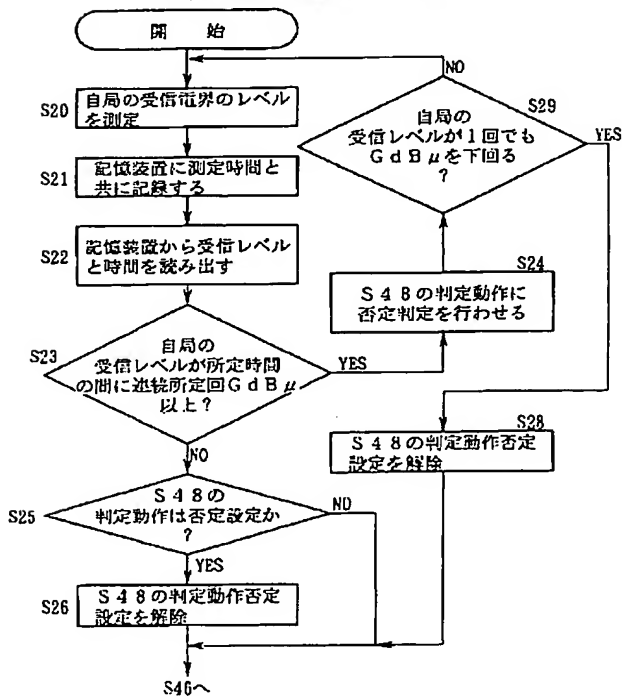 開　始
S20
自局の受信電界のレベル
を測定
S21
記憶装置に測定時間と
共に記録する
S22
記憶装置から受信レベル
と時間を読み出す
S23
自局の
受信レベルが所定時間
の間に連続所定回GdBμ
以上？
YES
NO
S25
S48の
判定動作は否定設定か
？
NO
YES
S26
S48の判定動作否定
設定を解除
S46へ
NO
S29
自局の
受信レベルが1回でも
GdBμを下回る
？
YES
S24
S48の判定動作に
否定判定を行わせる
S28
S48の判定動作否定
設定を解除